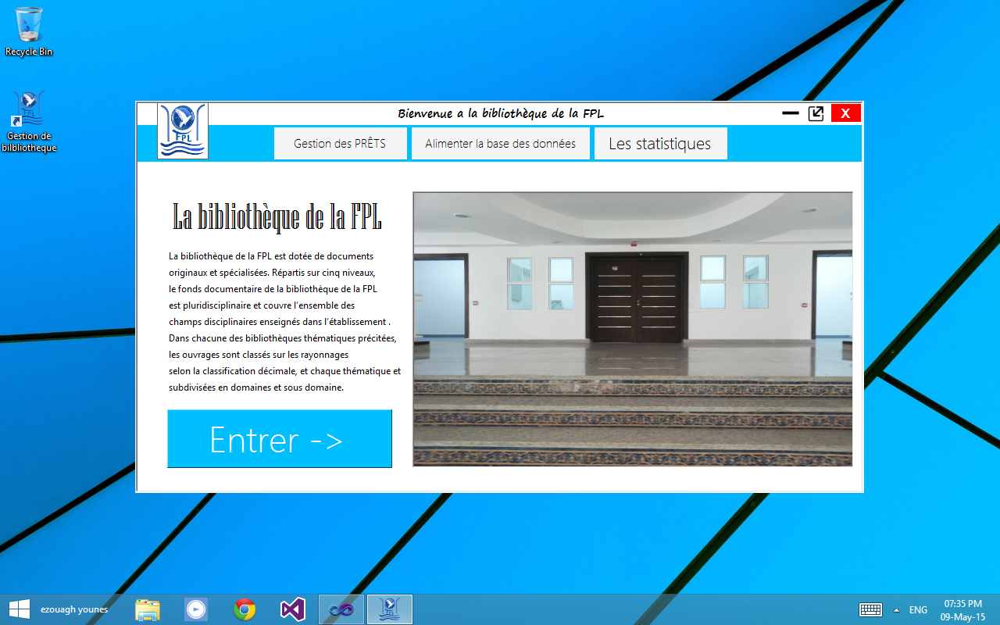 Recycle Bin
Gestion de
bilbliotheque
Bienvenue a la bibliothèque de la FPL
X
FPL
FPL
Gestion des PRÊTS
Alimenter la base des données
Les statistiques
La bibliothèque de la FPL
La bibliothèque de la FPL est dotée de documents
originaux et spécialisées. Répartis sur cinq niveaux,
le fonds documentaire de la bibliothèque de la FPL
est pluridisciplinaire et couvre l’ensemble des
champs disciplinaires enseignés dans l’établissement .
Dans chacune des bibliothèques thématiques précitées,
les ouvrages sont classés sur les rayonnages
selon la classification décimale, et chaque thématique et
subdivisées en domaines et sous domaine.
Entrer ->
ezouagh younes
FPL
ENG
07:35 PM
09-May-15